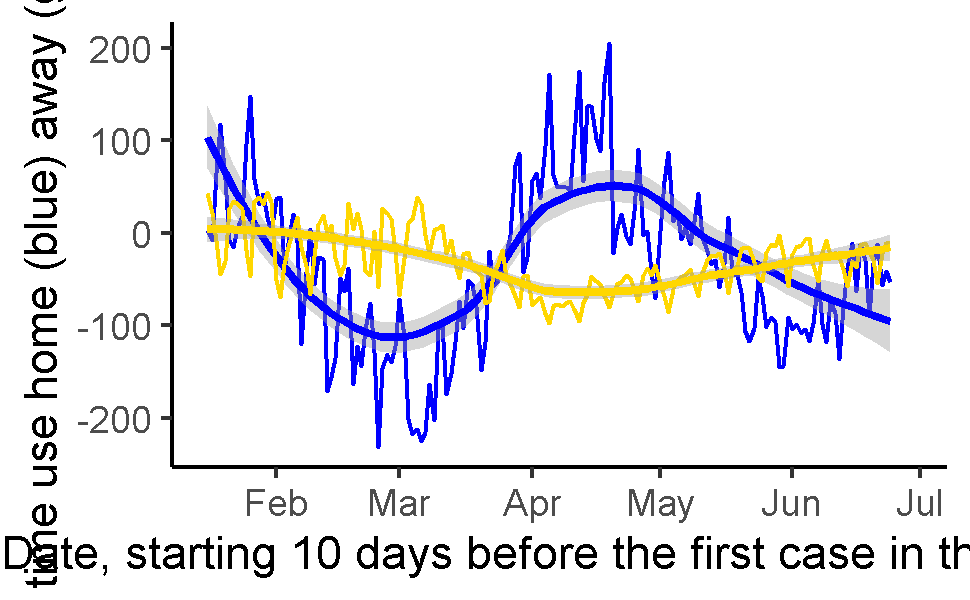 time use home (blue) away (
200
100
0
-100
-200
Feb Mar Apr May Jun Jul
Date, starting 10 days before the first case in th